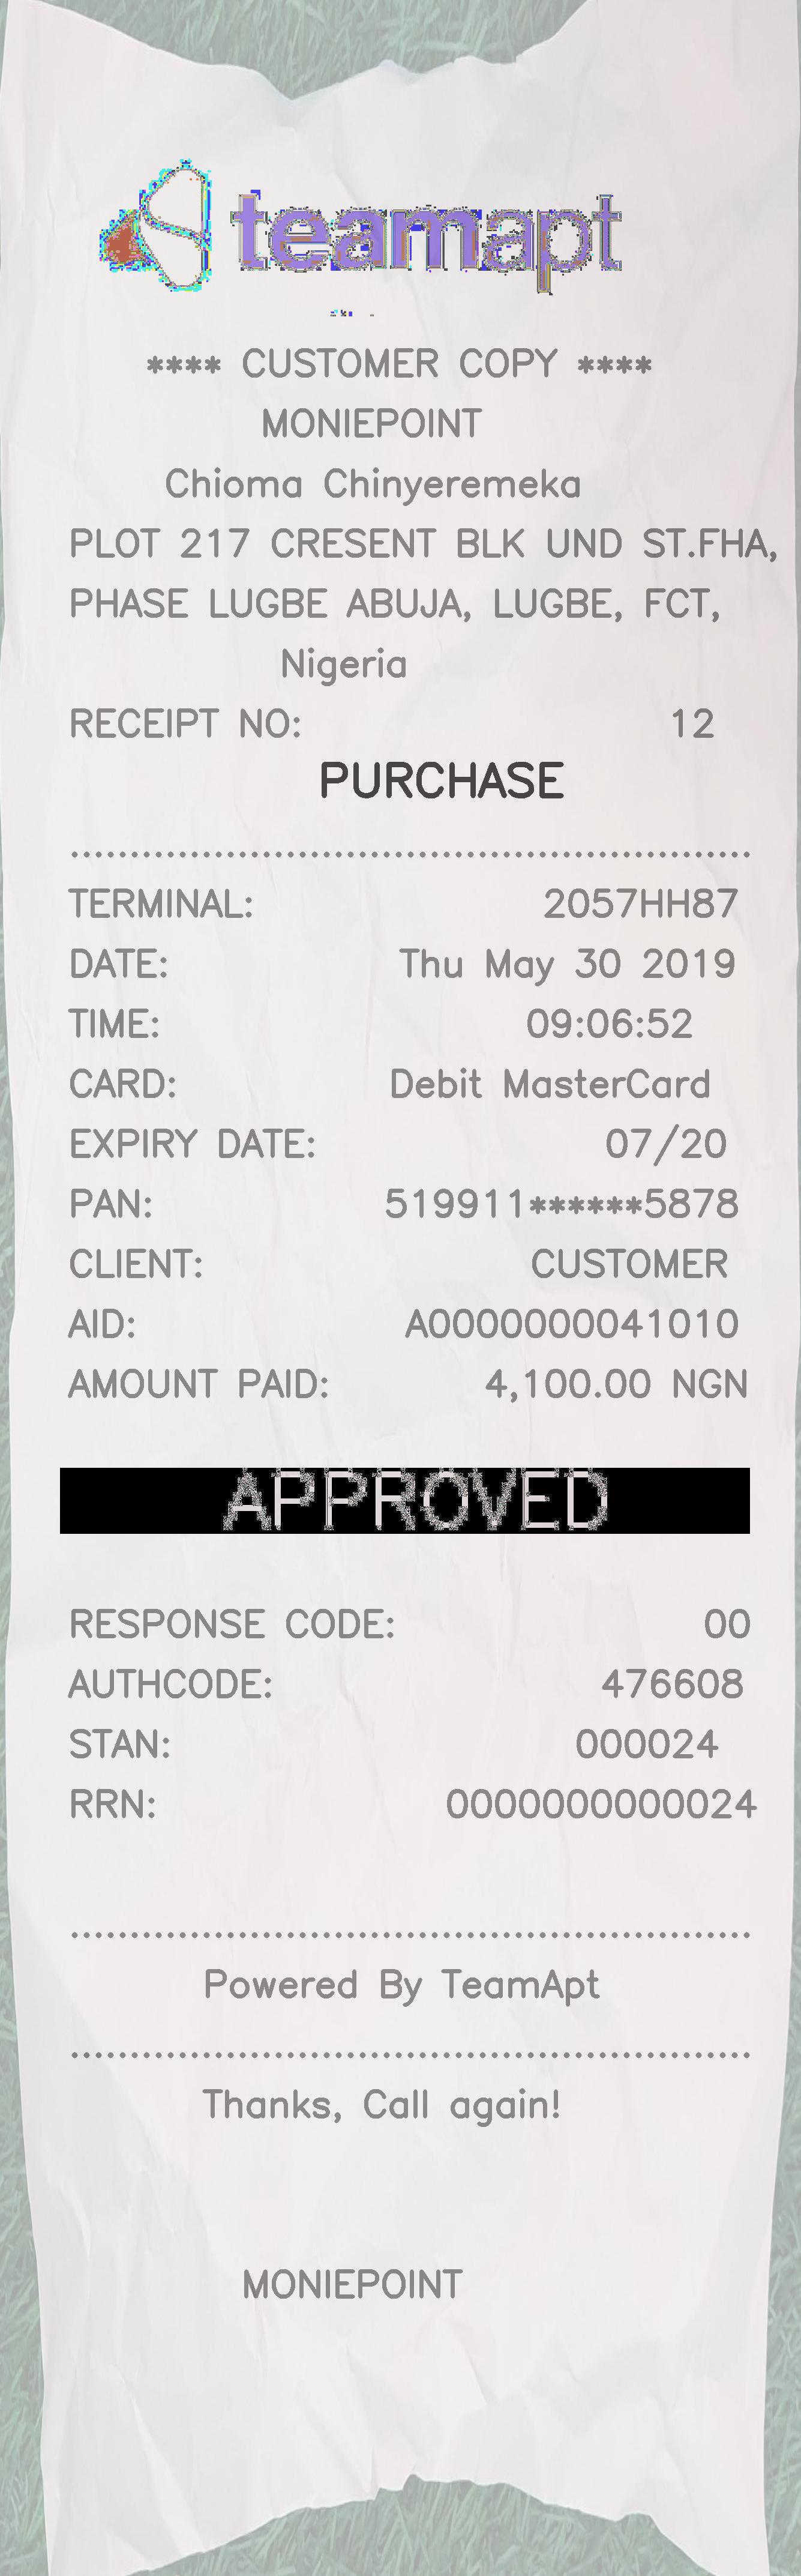 teamapt
**** CUSTOMER COPY ****
MONIEPOINT
Chioma Chinyeremeka
PLOT 217 CRESENT BLK UND ST.FHA,
PHASE LUGBE ABUJA, LUGBE, FCT,
Nigeria
RECEIPT NO: 12
PURCHASE
TERMINAL: 2057HH87
DATE: Thu May 30 2019
TIME: 09:06:52
CARD: Debit MasterCard
EXPIRY DATE: 07/20
PAN: 519911******5878
CLIENT: CUSTOMER
AID: A0000000041010
AMOUNT PAID: 4,100.00 NGN
APPROVED
RESPONSE CODE: 00
AUTHCODE: 476608
STAN: 000024
RRN: 0000000000024
Powered By TeamApt
Thanks, Call again!
MONIEPOINT